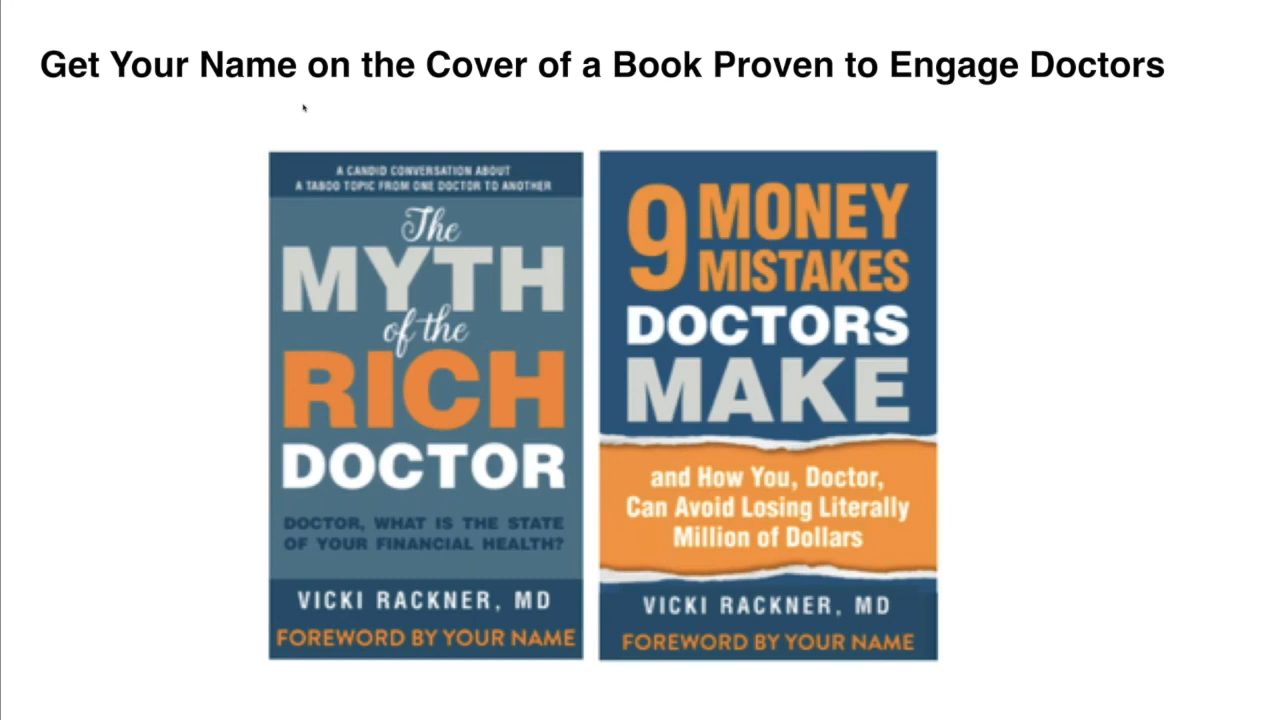 Get Your Name on the Cover of a Book Proven to Engage Doctors
A CANDID CONVERSATION ABOUT
A TABOO TOPIC FROM ONE DOCTOR TO ANOTHER
The
MYTH
of the
RICH
DOCTOR
DOCTOR, WHAT IS THE STATE
OF YOUR FINANCIAL HEALTH?
VICKI RACKNER, MD
FOREWORD BY YOUR NAME
9 MONEY
MISTAKES
DOCTORS
MAKE
and How You, Doctor,
Can Avoid Losing Literally
Million of Dollars
VICKI RACKNER, MD
FOREWORD BY YOUR NAME